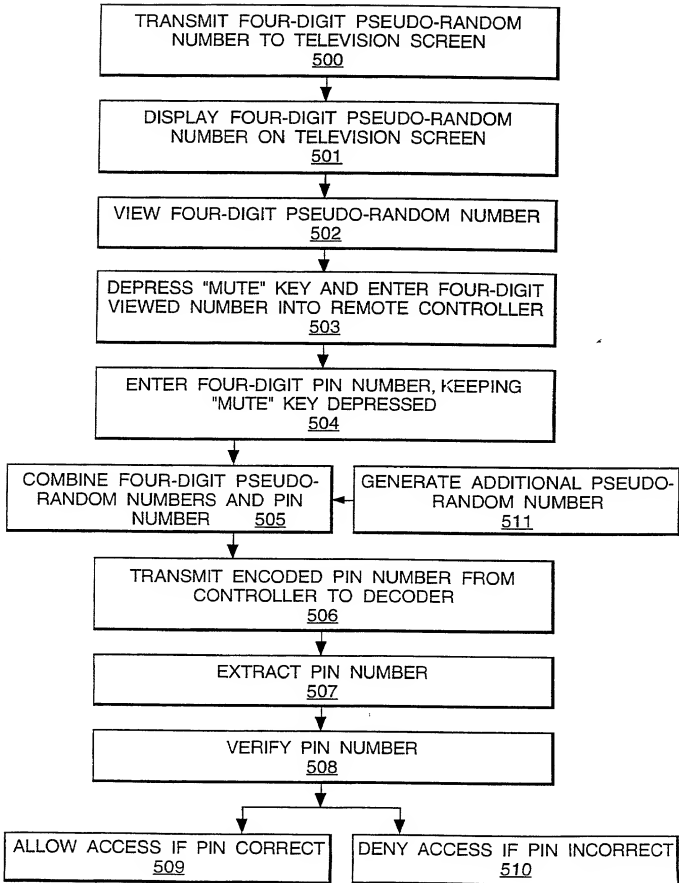 TRANSMIT FOUR-DIGIT PSEUDO-RANDOM
NUMBER TO TELEVISION SCREEN
500
DISPLAY FOUR-DIGIT PSEUDO-RANDOM
NUMBER ON TELEVISION SCREEN
501
VIEW FOUR-DIGIT PSEUDO-RANDOM NUMBER
502
DEPRESS "MUTE" KEY AND ENTER FOUR-DIGIT
VIEWED NUMBER INTO REMOTE CONTROLLER
503
ENTER FOUR-DIGIT PIN NUMBER, KEEPING
"MUTE" KEY DEPRESSED
504
COMBINE FOUR-DIGIT PSEUDO-
RANDOM NUMBERS AND PIN
NUMBER 505
GENERATE ADDITIONAL PSEUDO-
RANDOM NUMBER
511
TRANSMIT ENCODED PIN NUMBER FROM
CONTROLLER TO DECODER
506
EXTRACT PIN NUMBER
507
VERIFY PIN NUMBER
508
ALLOW ACCESS IF PIN CORRECT
509
DENY ACCESS IF PIN INCORRECT
510